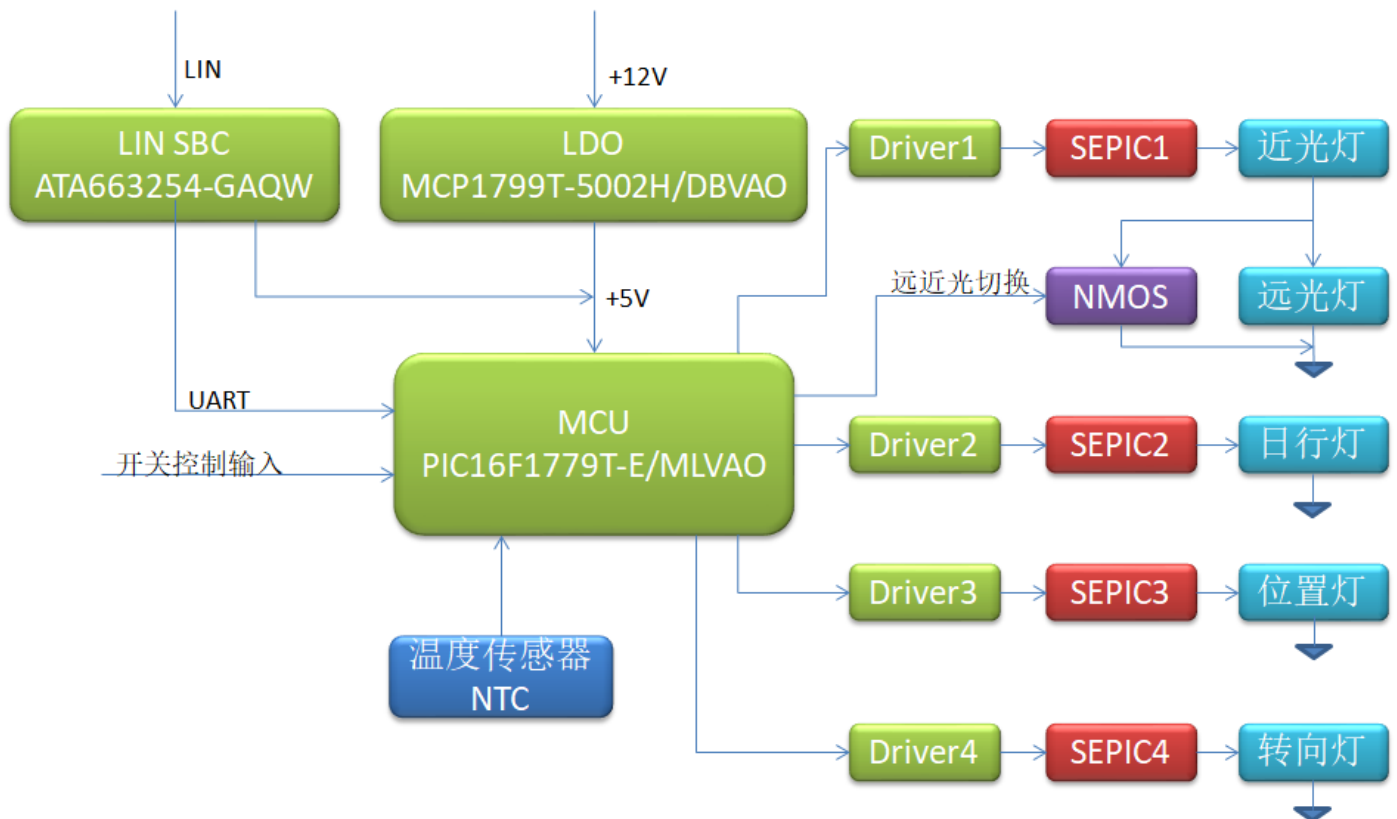 LIN
+12V
LIN SBC
ATA663254-GAQW
LDO
MCP1799T-5002H/DBVAO
Driver1
SEPIC1
近光灯
远近光切换
NMOS
远光灯
+5V
UART
开关控制输入
MCU
PIC16F1779T-E/MLVAO
Driver2
SEPIC2
日行灯
Driver3
SEPIC3
位置灯
温度传感器
NTC
Driver4
SEPIC4
转向灯